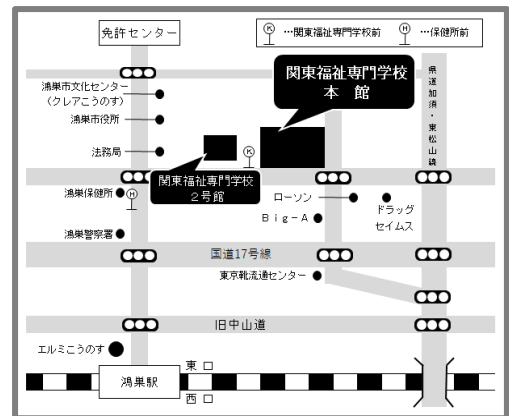 免許センター
Ⓚ …関東福祉専門学校前 Ⓗ …保健所前
関東福祉専門学校
本 館
県道加須・東松山線
鴻巣市文化センター
(クレアこうのす)
鴻巣市役所
法務局
K
関東福祉専門学校
2号館
鴻巣保健所
H
ローソン
ドラッグ
セイムス
Big-A
鴻巣警察署
国道17号線
東京靴流通センター
旧中山道
エルミこうのす
東 口
鴻巣駅
西 口